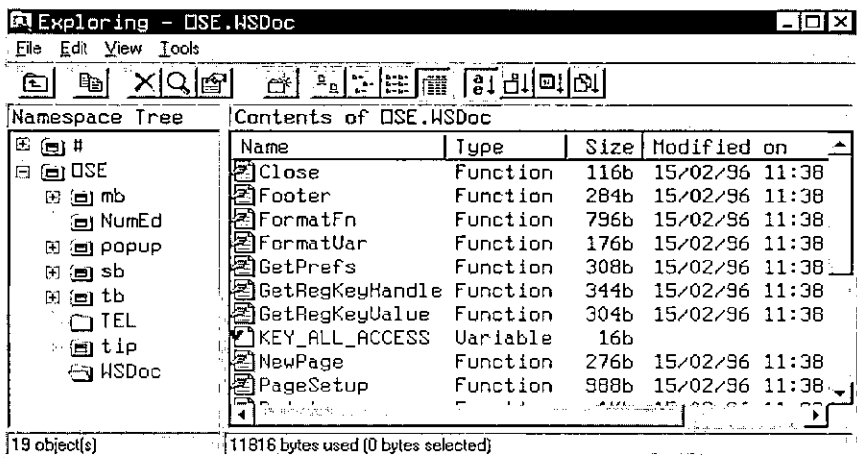 Exploring - ⎕SE.WSDoc
File Edit View Tools
Namespace Tree
Contents of ⎕SE.WSDoc
#
⎕SE
mb
NumEd
popup
sb
tb
TEL
tip
WSDoc
Name Type Size Modified on
Close Function 116b 15/02/96 11:38
Footer Function 284b 15/02/96 11:38
FormatFn Function 796b 15/02/96 11:38
FormatVar Function 176b 15/02/96 11:38
GetPrefs Function 308b 15/02/96 11:38
GetRegKeyHandle Function 344b 15/02/96 11:38
GetRegKeyValue Function 304b 15/02/96 11:38
KEY_ALL_ACCESS Variable 16b
NewPage Function 276b 15/02/96 11:38
PageSetup Function 988b 15/02/96 11:38
19 object(s)
11816 bytes used (0 bytes selected)